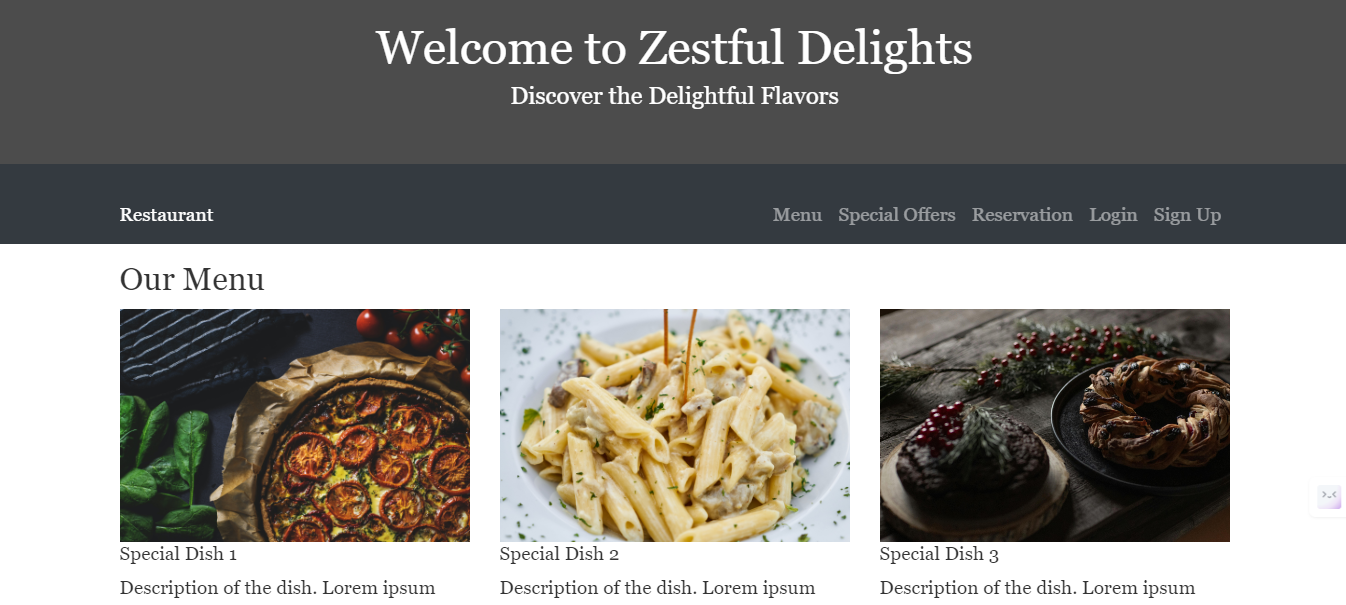 Welcome to Zestful Delights
Discover the Delightful Flavors
Restaurant
Menu Special Offers Reservation Login Sign Up
Our Menu
Special Dish 1
Special Dish 2
Special Dish 3
Description of the dish. Lorem ipsum
Description of the dish. Lorem ipsum
Description of the dish. Lorem ipsum